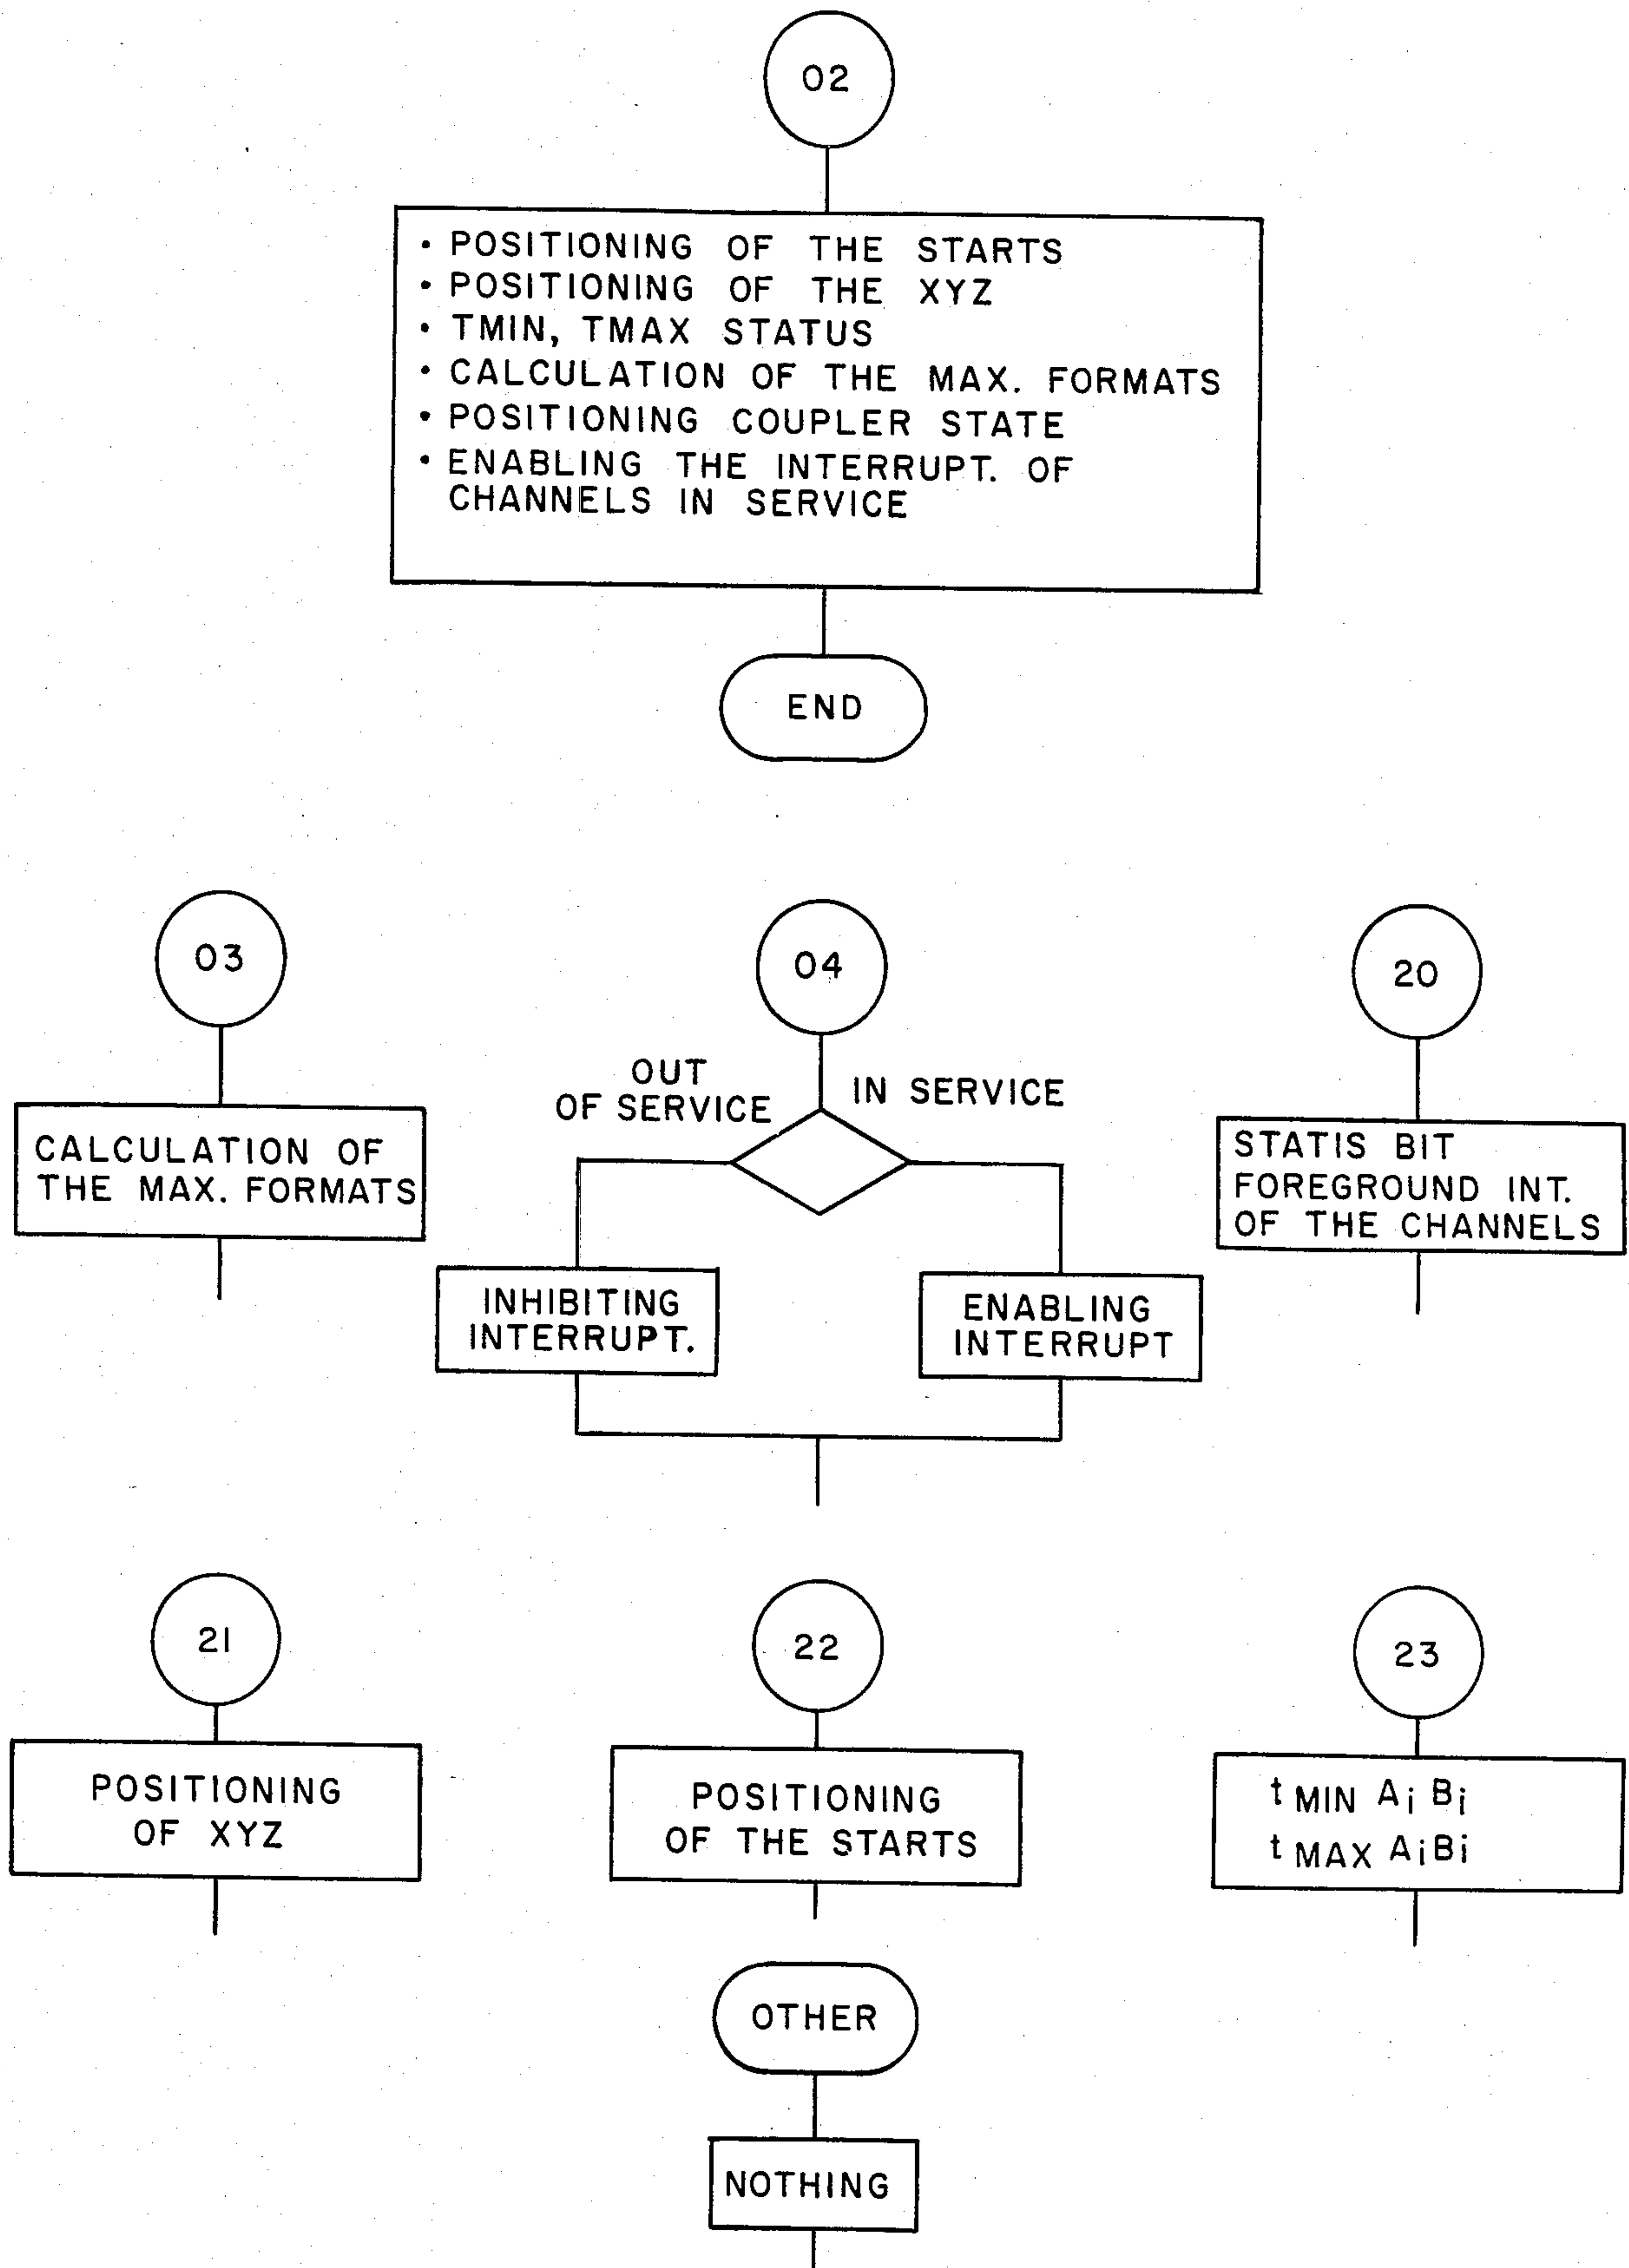 02
• POSITIONING OF THE STARTS
• POSITIONING OF THE XYZ
• TMIN, TMAX STATUS
• CALCULATION OF THE MAX. FORMATS
• POSITIONING COUPLER STATE
• ENABLING THE INTERRUPT. OF
CHANNELS IN SERVICE
END
03
CALCULATION OF
THE MAX. FORMATS
04
OUT
OF SERVICE
IN SERVICE
INHIBITING
INTERRUPT.
ENABLING
INTERRUPT
20
STATIS BIT
FOREGROUND INT.
OF THE CHANNELS
21
POSITIONING
OF XYZ
22
POSITIONING
OF THE STARTS
23
t MIN Ai Bi
t MAX AiBi
OTHER
NOTHING